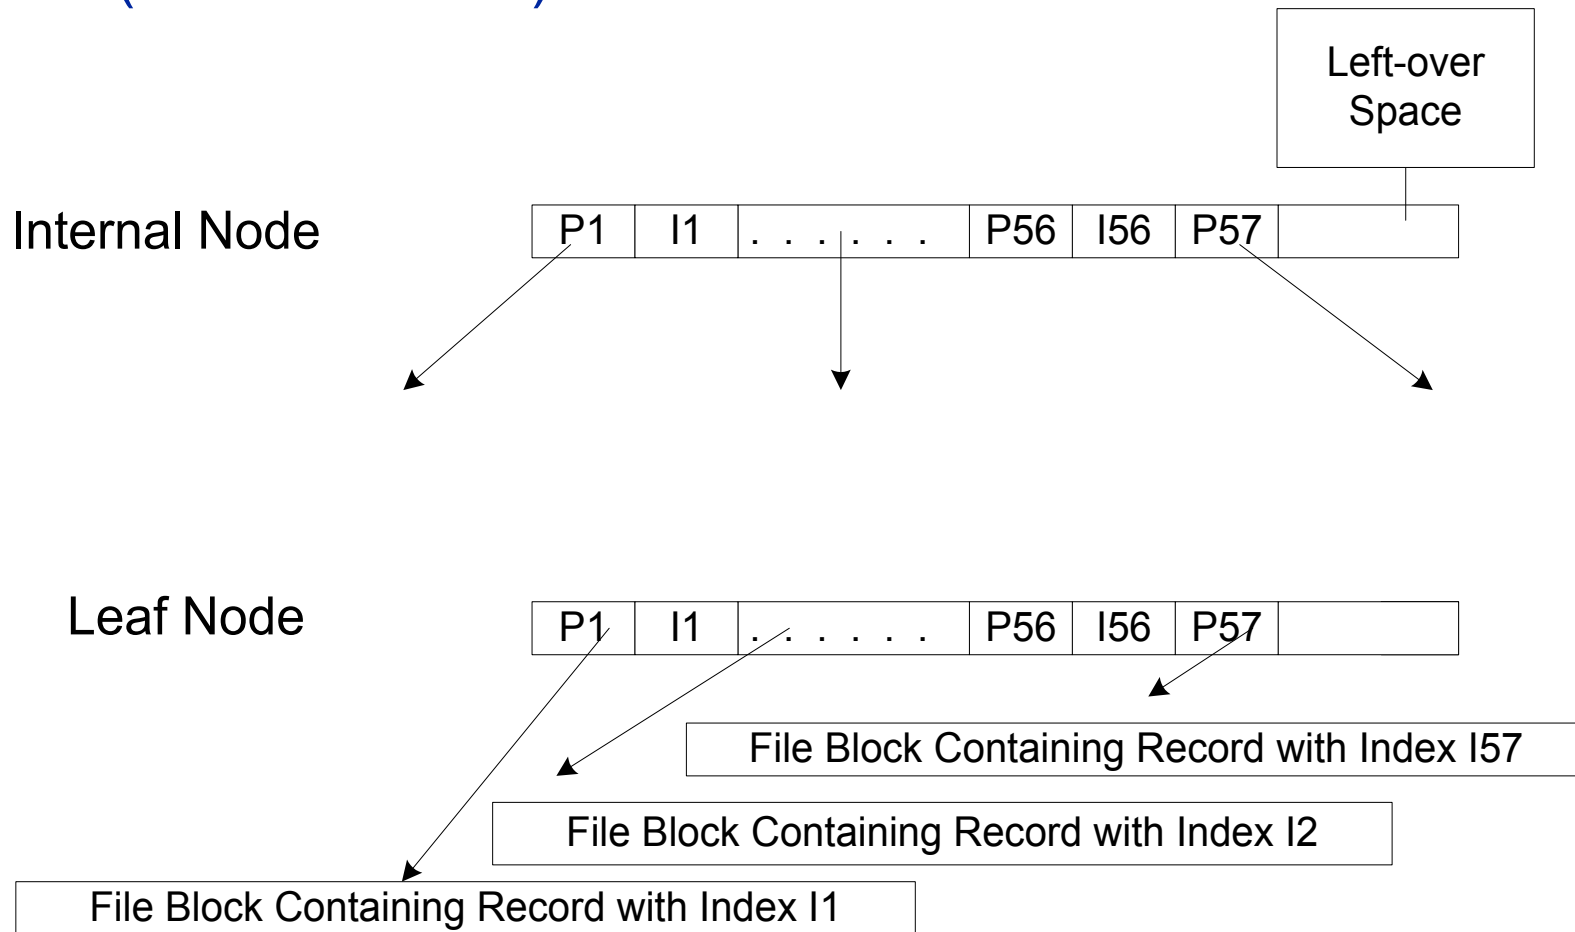 Left-over
Space
Internal Node
P1 I1 . . . . . . P56 I56 P57
Leaf Node
P1 I1 . . . . . . P56 I56 P57
File Block Containing Record with Index I57
File Block Containing Record with Index I2
File Block Containing Record with Index I1